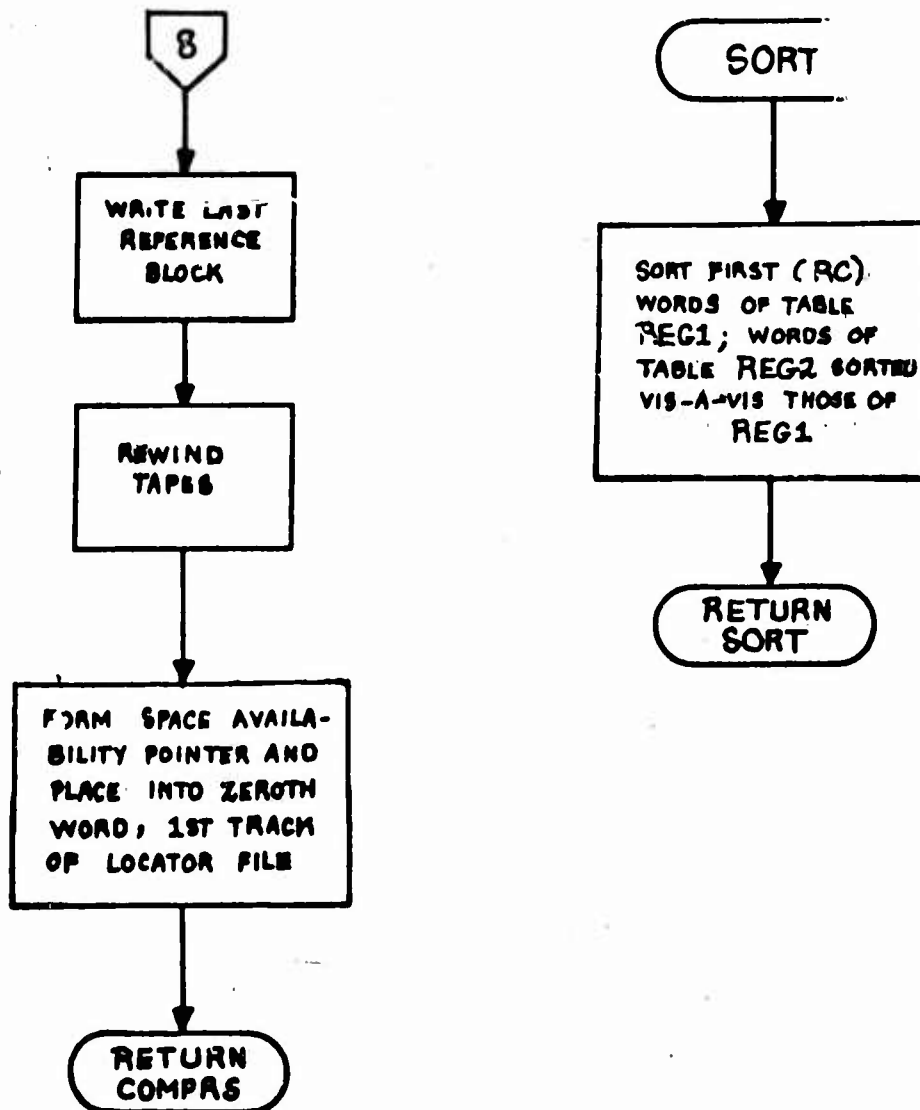 8
WRITE LAST
REFERENCE
BLOCK
REWIND
TAPES
FORM SPACE AVAILA-
BILITY POINTER AND
PLACE INTO ZEROTH
WORD, 1ST TRACK
OF LOCATOR FILE
RETURN
COMPRS
SORT
SORT FIRST (RC)
WORDS OF TABLE
REG1; WORDS OF
TABLE REG2 SORTED
VIS-A-VIS THOSE OF
REG1
RETURN
SORT